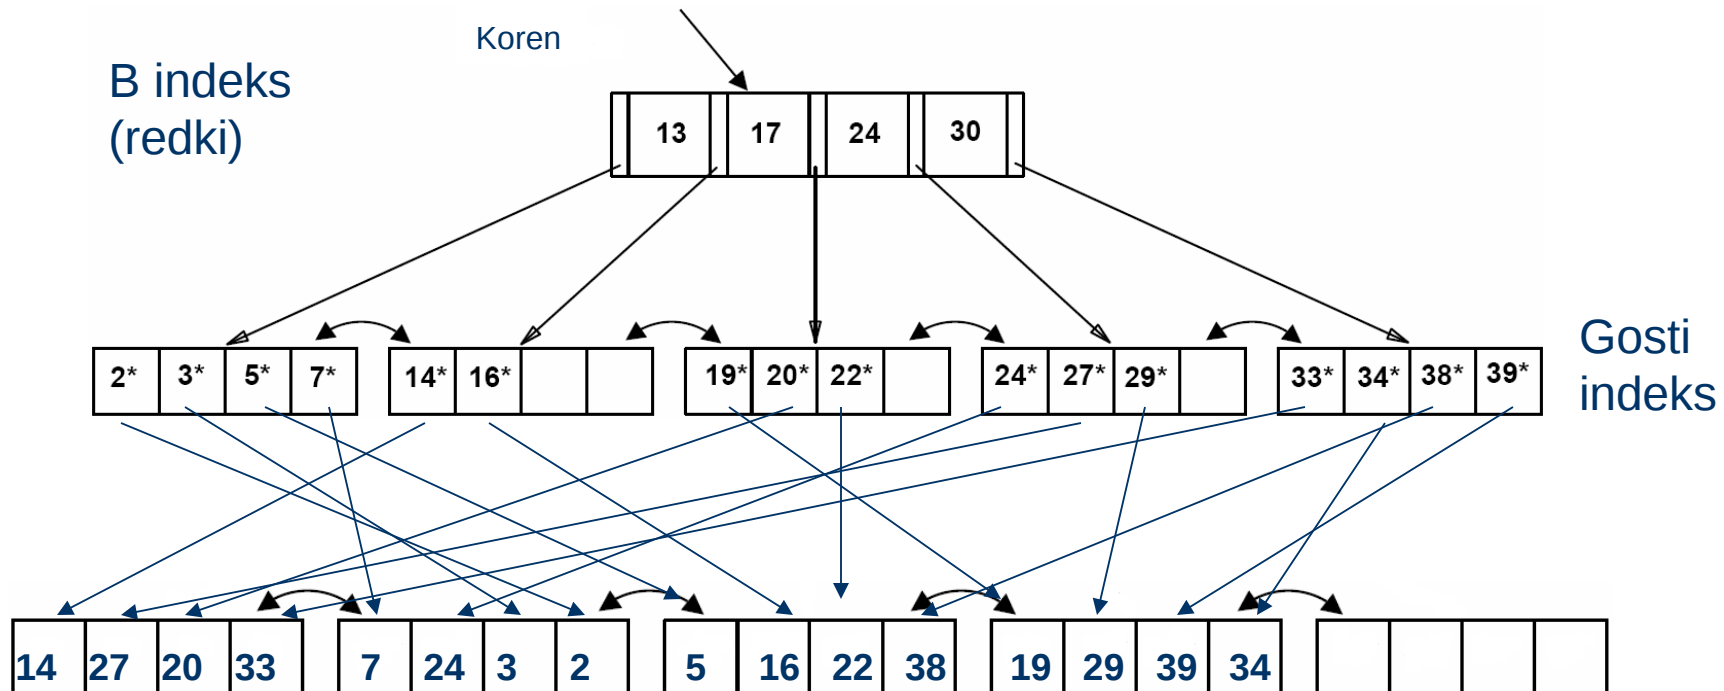 Koren
B indeks
(redki)
13 17 24 30
Gosti
indeks
2* 3* 5* 7* 14* 16* 19* 20* 22* 24* 27* 29* 33* 34* 38* 39*
14 27 20 33 7 24 3 2 5 16 22 38 19 29 39 34